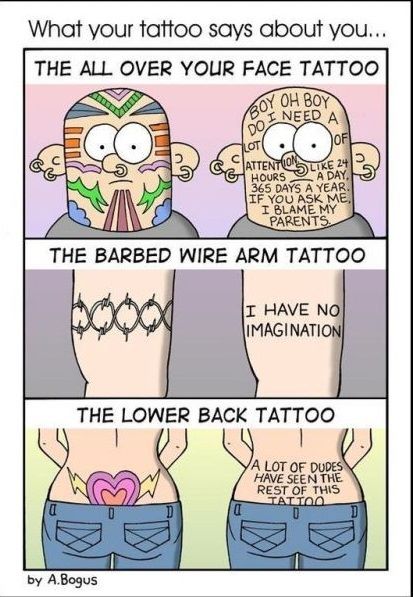 What your tattoo says about you...
THE ALL OVER YOUR FACE TATTOO
BOY OH BOY
DO I NEED A
LOT OF
ATTENTION LIKE 24
HOURS A DAY,
365 DAYS A YEAR.
IF YOU ASK ME,
I BLAME MY
PARENTS.
THE BARBED WIRE ARM TATTOO
I HAVE NO
IMAGINATION
THE LOWER BACK TATTOO
A LOT OF DUDES
HAVE SEEN THE
REST OF THIS
TATTOO
by A.Bogus